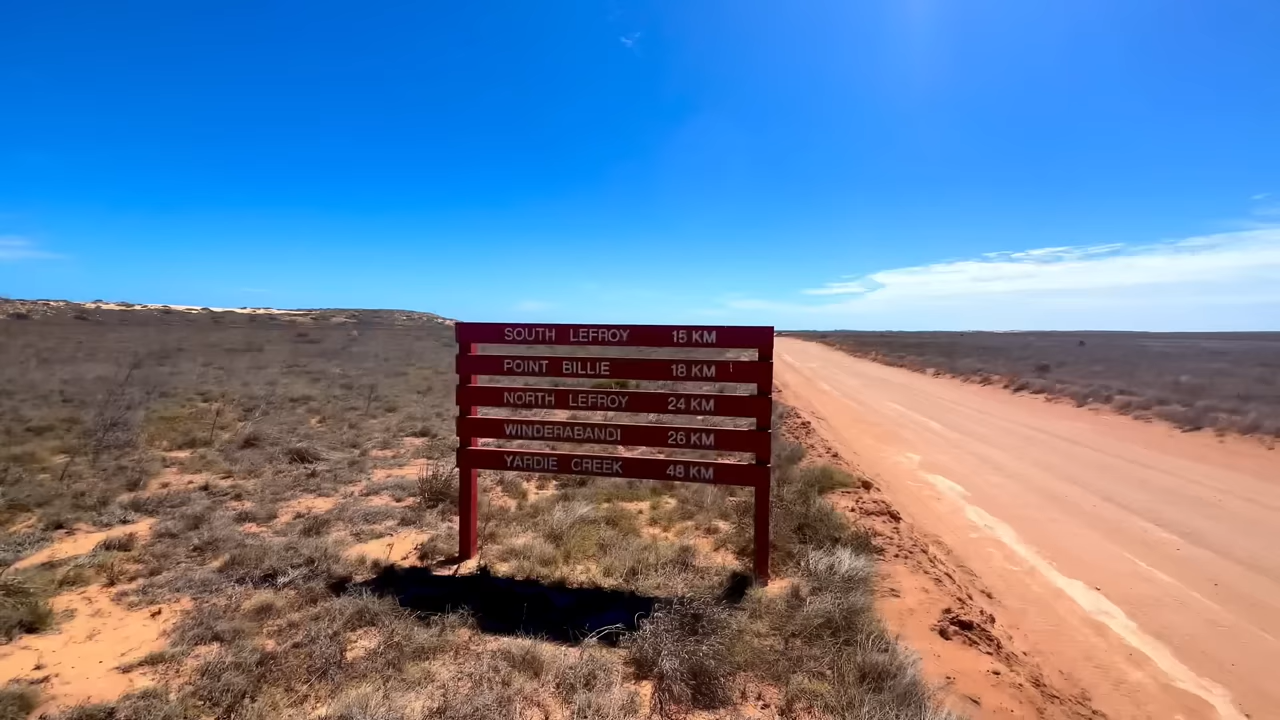 SOUTH LEFROY 15 KM
POINT BILLIE 18 KM
NORTH LEFROY 24 KM
WINDERABANDI 26 KM
YARDIE CREEK 48 KM